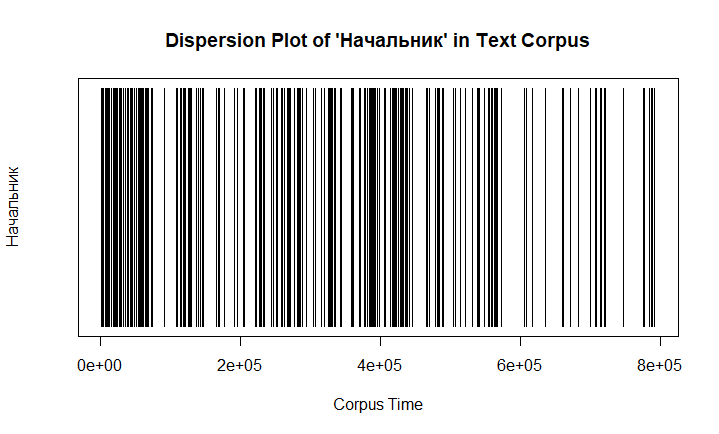 Dispersion Plot of 'Начальник' in Text Corpus
Начальник
0e+00 2e+05 4e+05 6e+05 8e+05
Corpus Time